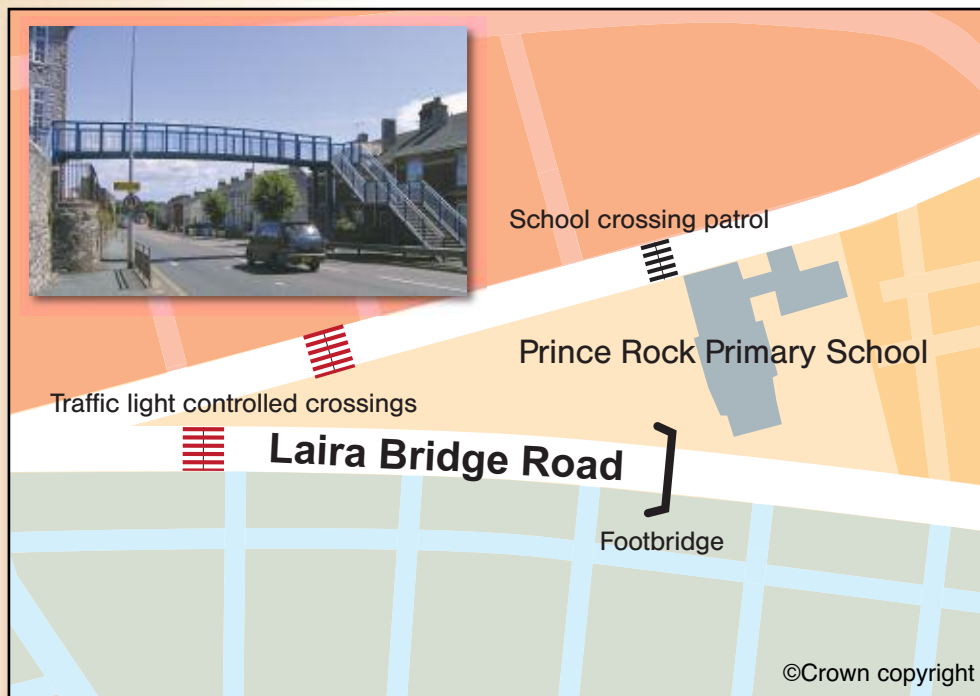 School crossing patrol
Prince Rock Primary School
Traffic light controlled crossings
Laira Bridge Road
Footbridge
©Crown copyright